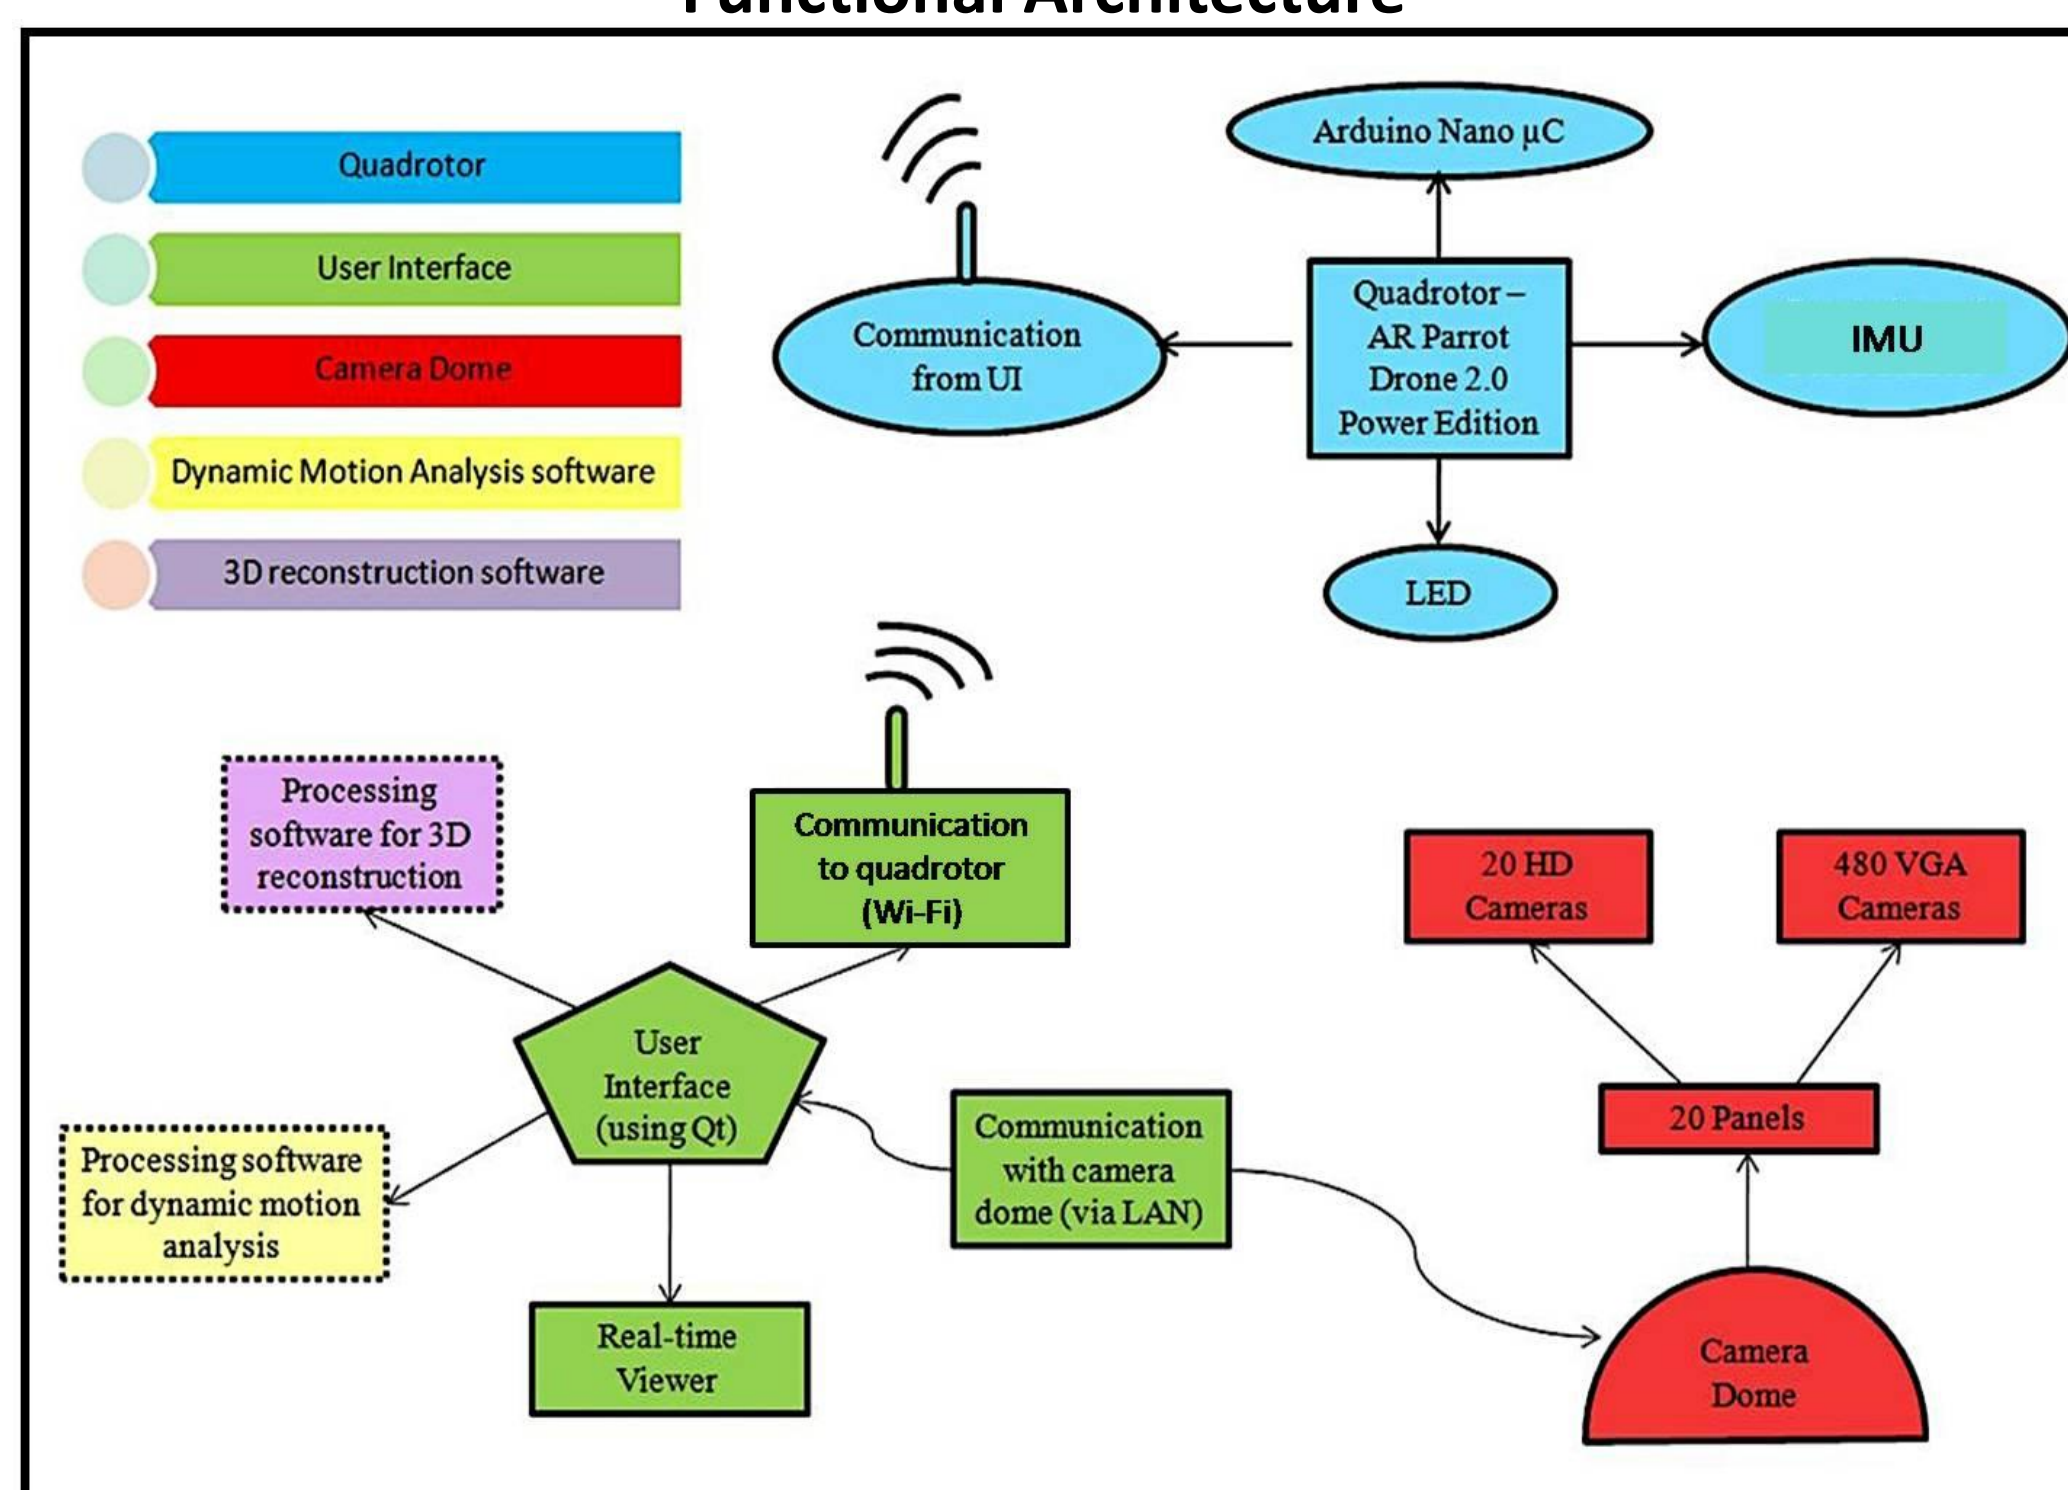 Functional Architecture
Quadrotor
User Interface
Camera Dome
Dynamic Motion Analysis software
3D reconstruction software
Arduino Nano µC
Communication
from UI
Quadrotor –
AR Parrot
Drone 2.0
Power Edition
IMU
LED
Processing
software for 3D
reconstruction
Communication
to quadrotor
(Wi-Fi)
20 HD
Cameras
480 VGA
Cameras
User
Interface
(using Qt)
Communication
with camera
dome (via LAN)
20 Panels
Processing software
for dynamic motion
analysis
Real-time
Viewer
Camera
Dome